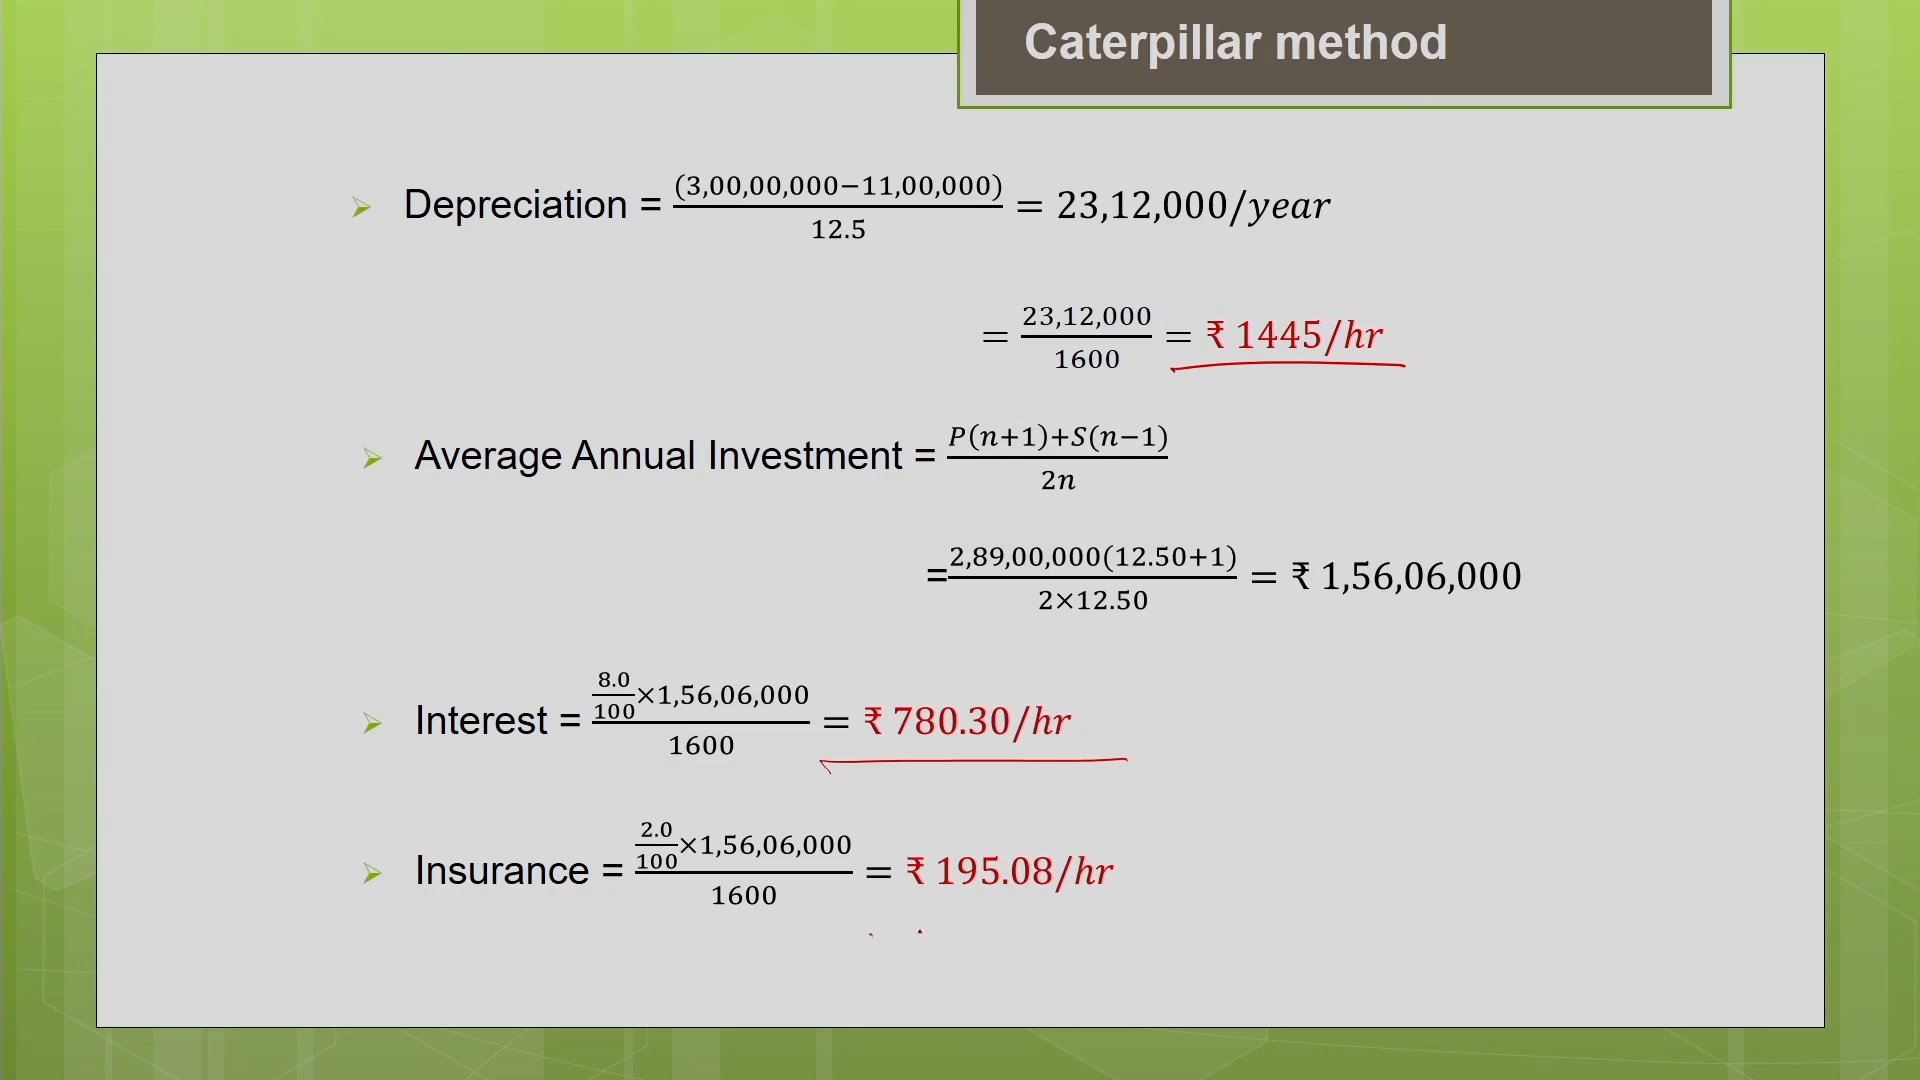 Caterpillar method
Depreciation = (3,00,00,000−11,00,000)/12.5 = 23,12,000/year
= 23,12,000/1600 = ₹ 1445/hr
Average Annual Investment = P(n+1)+S(n−1)/2n
= 2,89,00,000(12.50+1)/2×12.50 = ₹ 1,56,06,000
Interest = 8.0/100×1,56,06,000/1600 = ₹ 780.30/hr
Insurance = 2.0/100×1,56,06,000/1600 = ₹ 195.08/hr